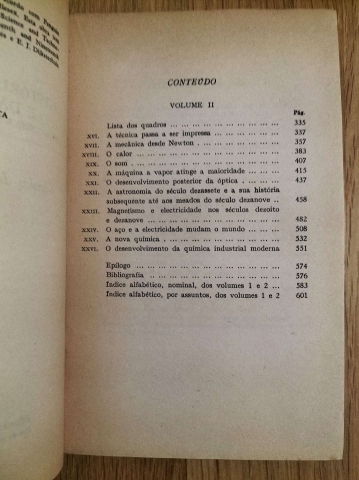 CONTEÚDO
VOLUME II
Pág.
Lista dos quadros ... ... ... ... ... ... ... 335
XVI. A técnica passa a ser impressa ... ... ... ... 337
XVII. A mecânica desde Newton ... ... ... ... ... 357
XVIII. O calor ... ... ... ... ... ... ... ... 383
XIX. O som ... ... ... ... ... ... ... ... 407
XX. A máquina a vapor atinge a maioridade ... ... 415
XXI. O desenvolvimento posterior da óptica ... ... 437
XXII. A astronomia do século dezassete e a sua história
subsequente até aos meados do século dezanove .. 458
XXIII. Magnetismo e electricidade nos séculos dezoito
e dezanove ... ... ... ... ... ... ... ... 482
XXIV. O aço e a electricidade mudam o mundo ... ... 508
XXV. A nova química ... ... ... ... ... ... ... 532
XXVI. O desenvolvimento da química industrial moderna 551
Epílogo ... ... ... ... ... ... ... ... 574
Bibliografia ... ... ... ... ... ... ... 576
Índice alfabético, nominal, dos volumes 1 e 2 ... 583
Índice alfabético, por assuntos, dos volumes 1 e 2 601